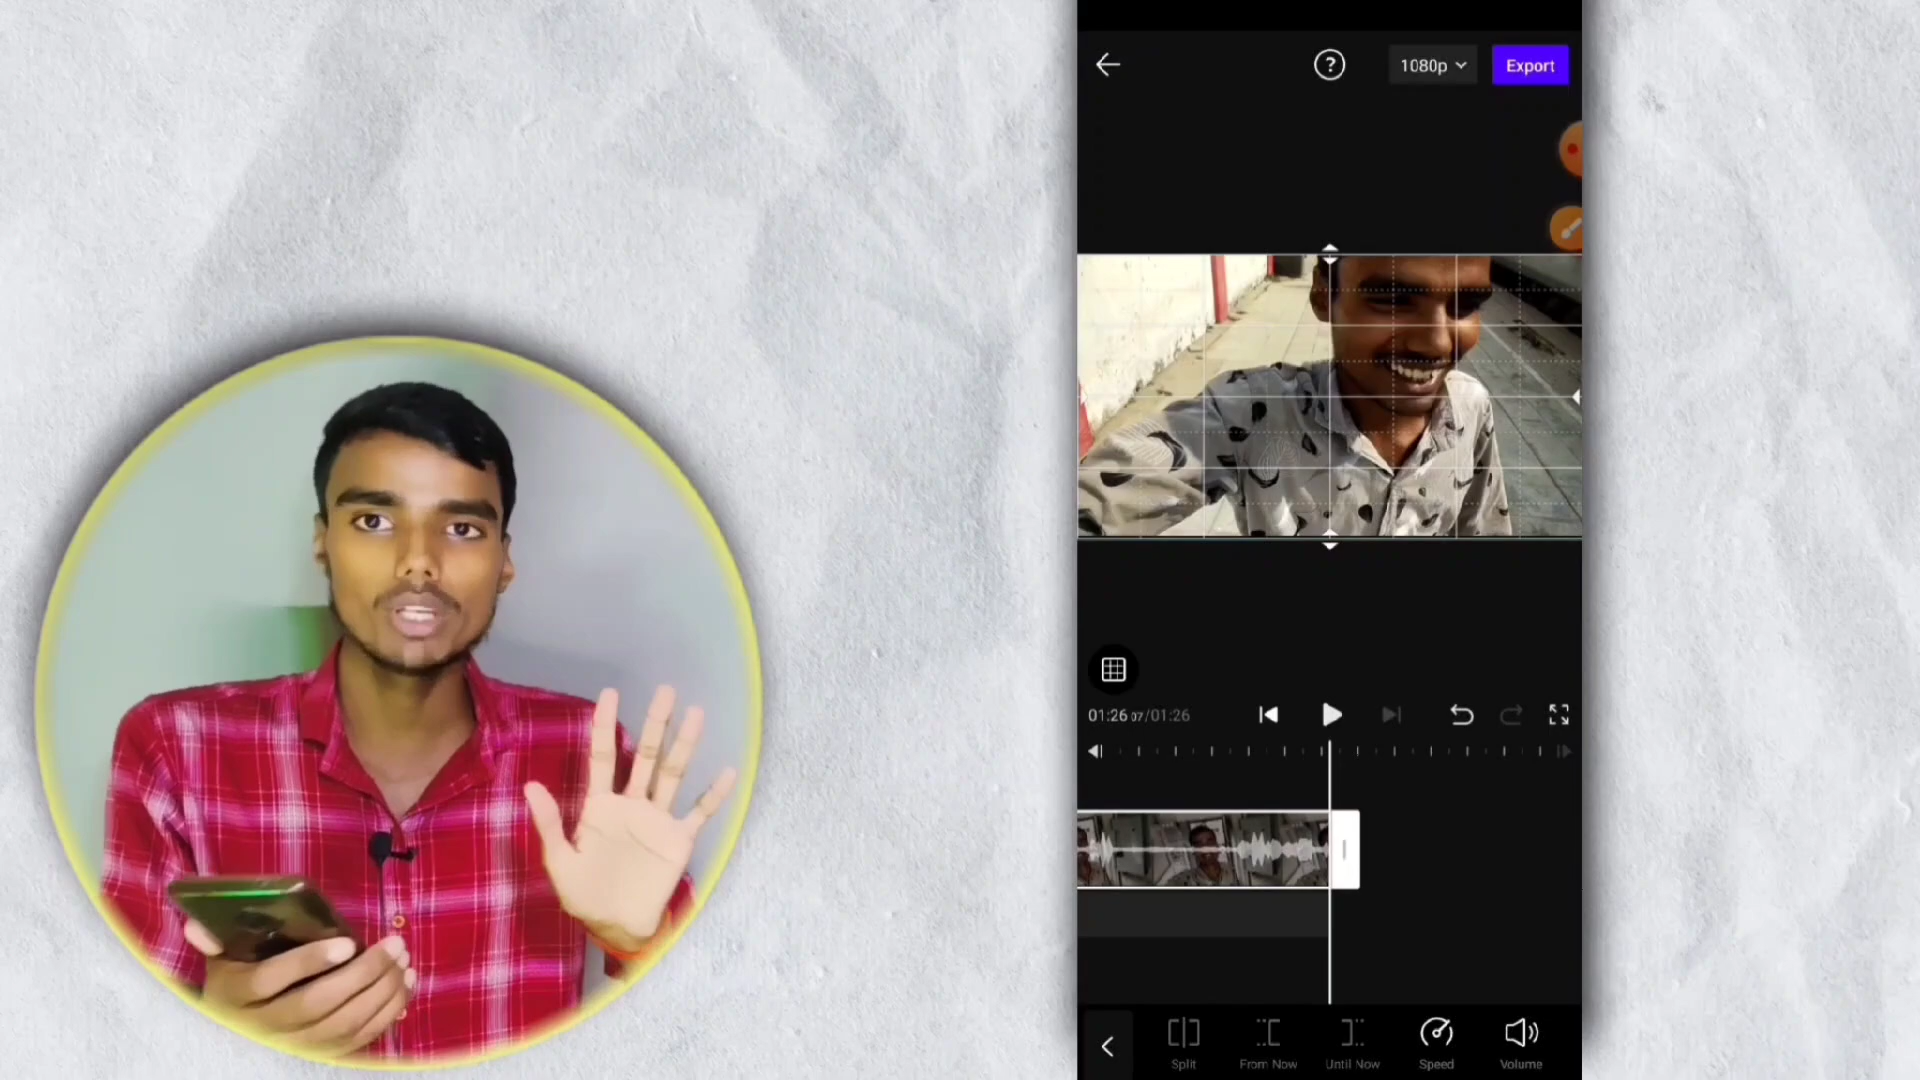 ? 1080p Export
01:26 07/01:26
Split From Now Until Now Speed Volume